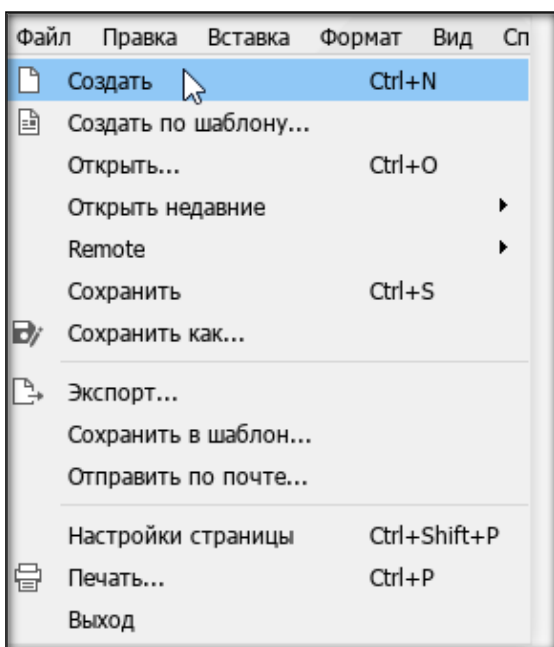 Файл Правка Вставка Формат Вид Сп
Создать Ctrl+N
Создать по шаблону...
Открыть... Ctrl+O
Открыть недавние
Remote
Сохранить Ctrl+S
Сохранить как...
Экспорт...
Сохранить в шаблон...
Отправить по почте...
Настройки страницы Ctrl+Shift+P
Печать... Ctrl+P
Выход